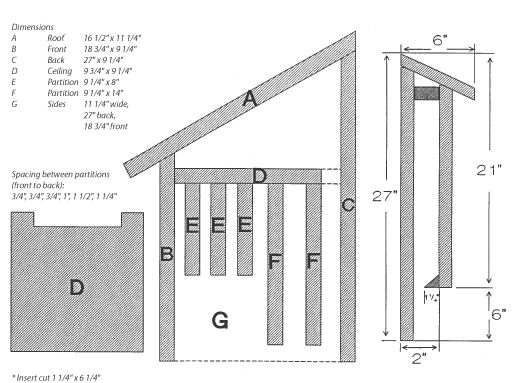 Dimensions
A Roof 16 1/2" x 11 1/4"
B Front 18 3/4" x 9 1/4"
C Back 27" x 9 1/4"
D Ceiling 9 3/4" x 9 1/4"
E Partition 9 1/4" x 8"
F Partition 9 1/4" x 14"
G Sides 11 1/4" wide,
27" back,
18 3/4" front
Spacing between partitions
(front to back):
3/4", 3/4", 3/4", 1", 1 1/2", 1 1/4"
A
D
E E E
B
C
F F
G
D
* Insert cut 1 1/4" x 6 1/4"
6"
21"
27"
1½"
6"
2"